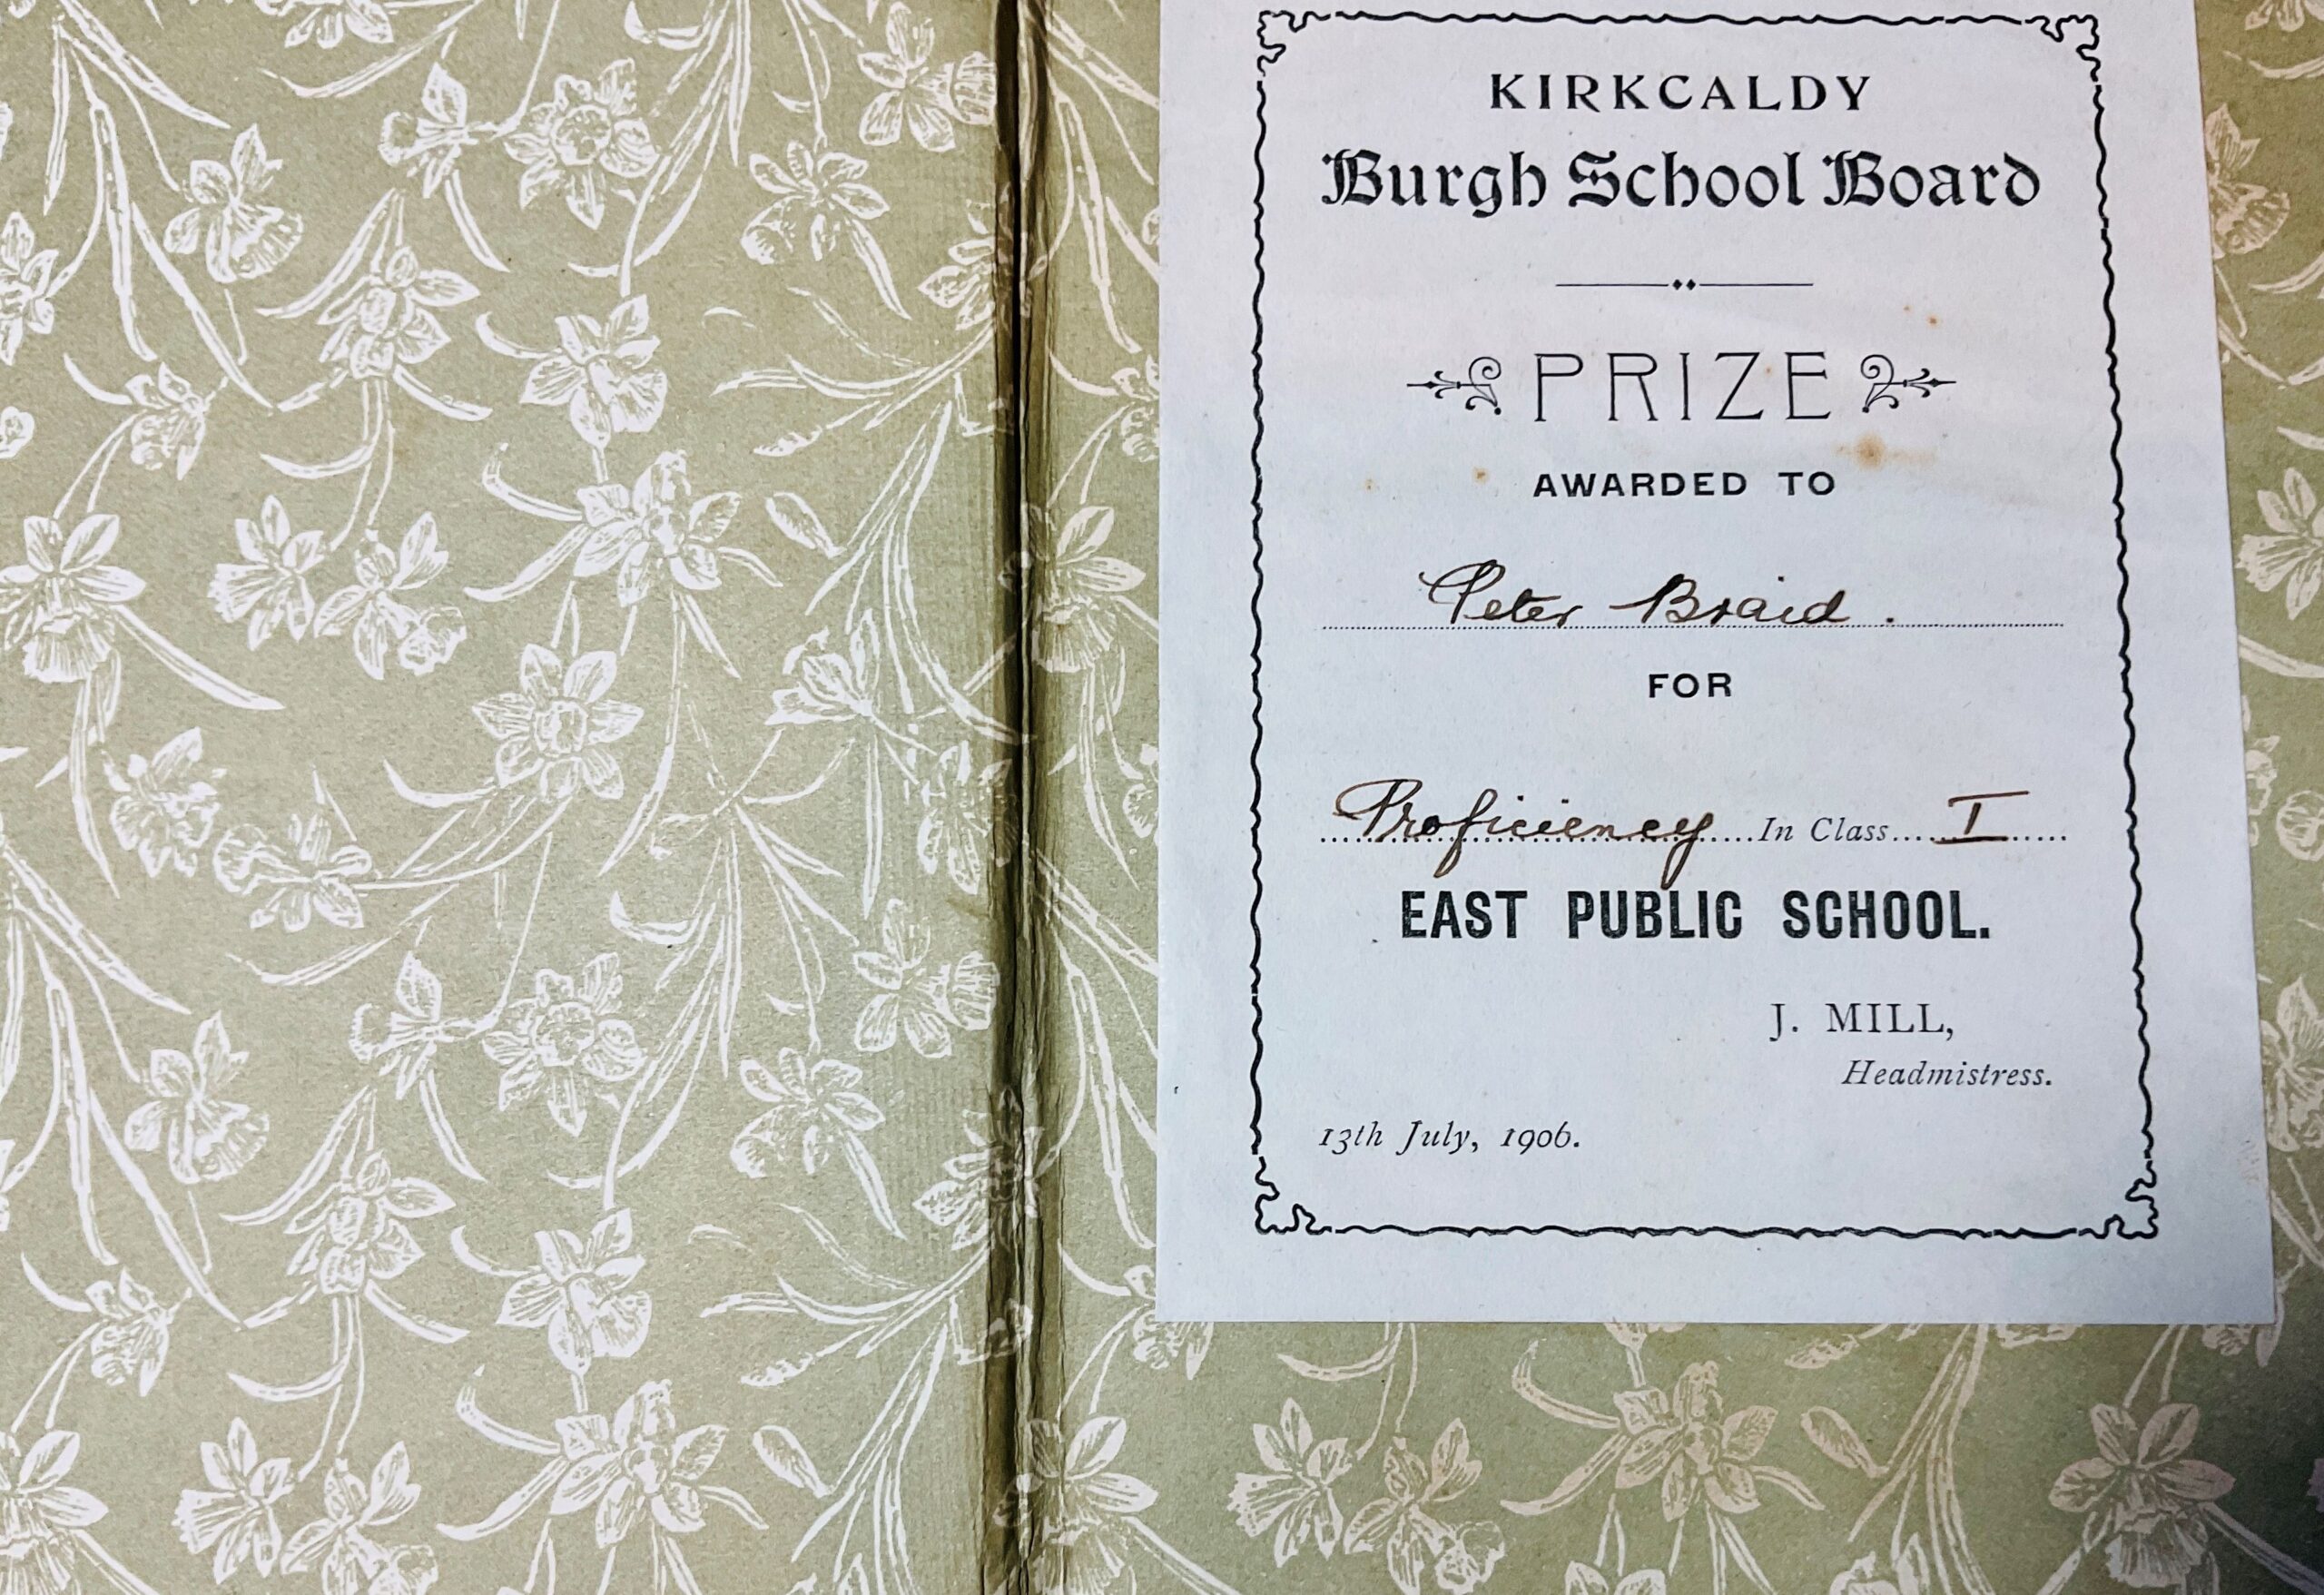 KIRKCALDY
Burgh School Board
PRIZE
AWARDED TO
Peter Braid.
FOR
Proficiency In Class I
EAST PUBLIC SCHOOL.
J. MILL,
Headmistress.
13th July, 1906.